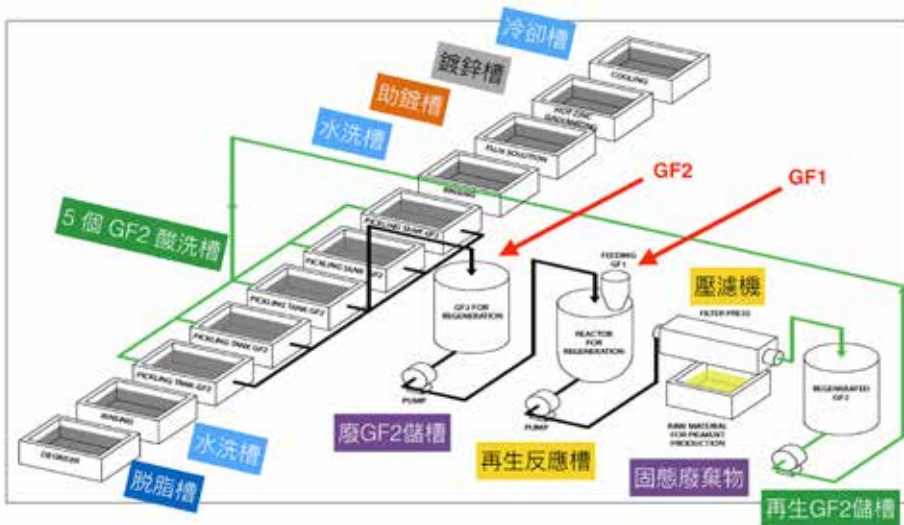 冷卻槽
鍍鋅槽
助鍍槽
水洗槽
5 個 GF2 酸洗槽
COOLING
HOT ZINC
GALVANIZING
FLUX SOLUTION
RINSING
PICKLING TANK GF2
PICKLING TANK GF2
PICKLING TANK GF2
PICKLING TANK GF2
PICKLING TANK GF2
RINSING
水洗槽
脫脂槽
GF2
GF1
FEEDING
GF1
GF2 FOR
REGENERATION
REACTOR
FOR
REGENERATION
壓濾機
FILTER PRESS
REGENERATED
GF2
PUMP
PUMP
RAW MATERIAL
FOR PIGMENT
PRODUCTION
廢GF2儲槽
再生反應槽
固態廢棄物
再生GF2儲槽